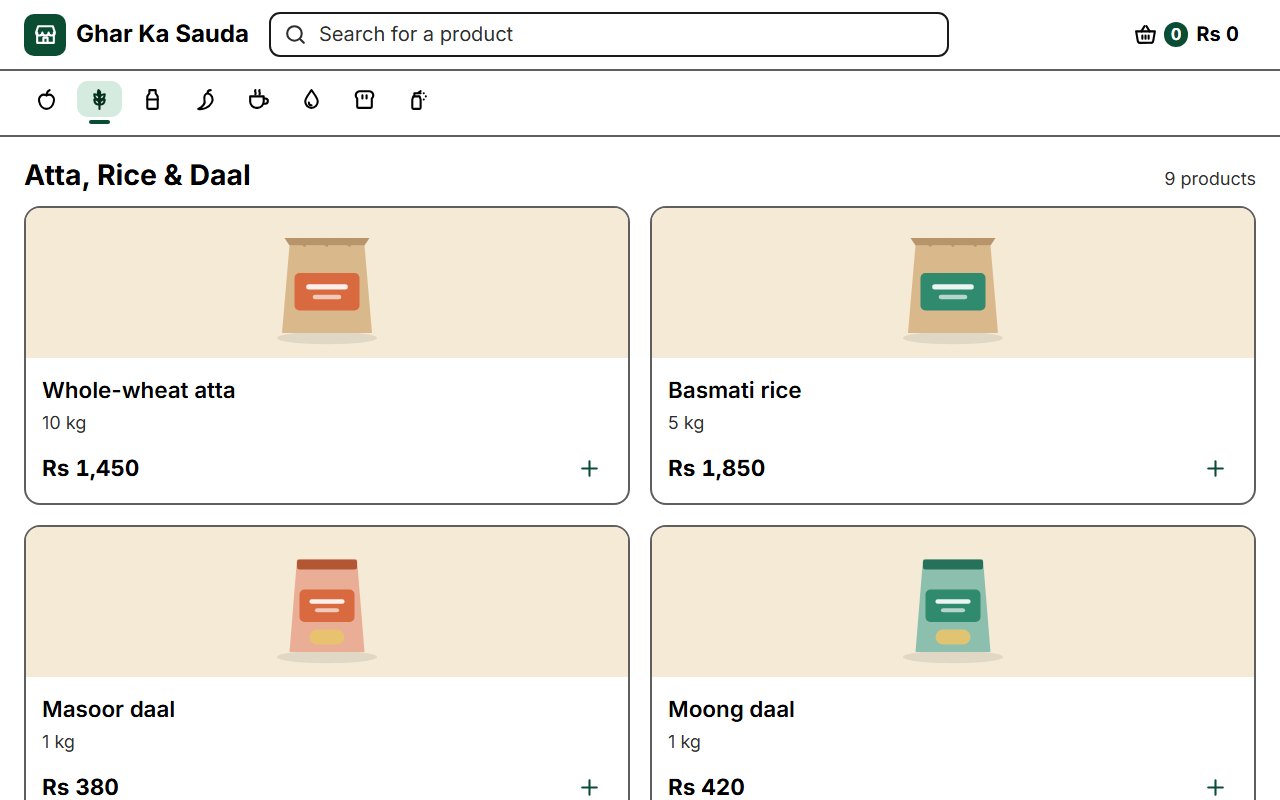 Ghar Ka Sauda
Search for a product
0 Rs 0
Atta, Rice & Daal
9 products
Whole-wheat atta
10 kg
Rs 1,450
Basmati rice
5 kg
Rs 1,850
Masoor daal
1 kg
Rs 380
Moong daal
1 kg
Rs 420